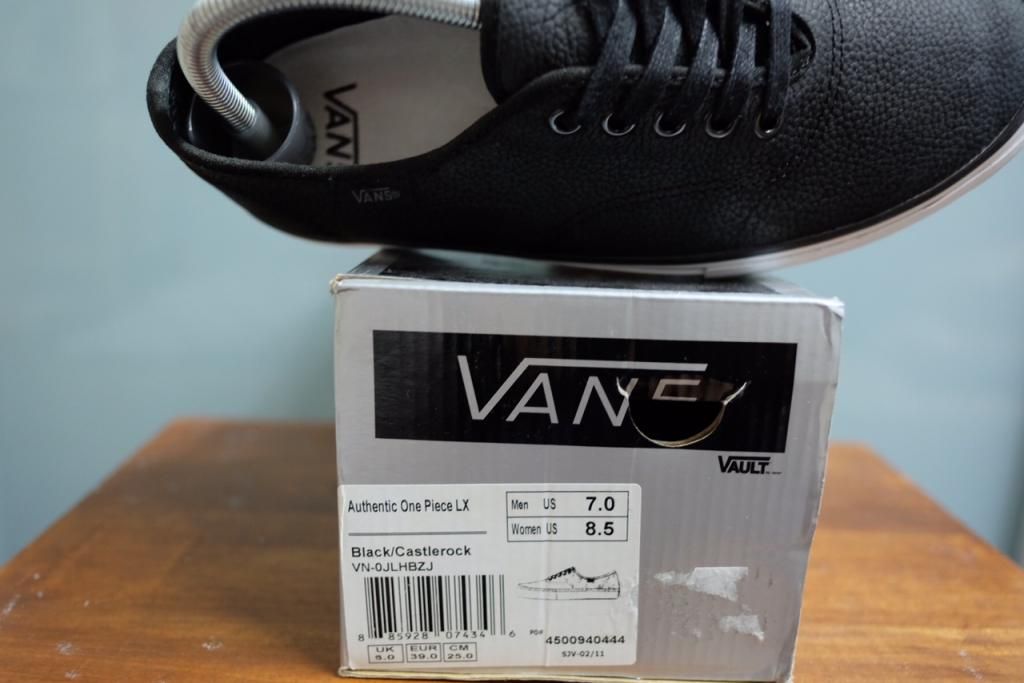 VANS
VANS
VANS
VAULT
Authentic One Piece LX
Men US 7.0
Women US 8.5
Black/Castlerock
VN-0JLHBZJ
8 85928 07434 6
PO# 4500940444
SJV-02/11
UK EUR CM
6.0 39.0 25.0